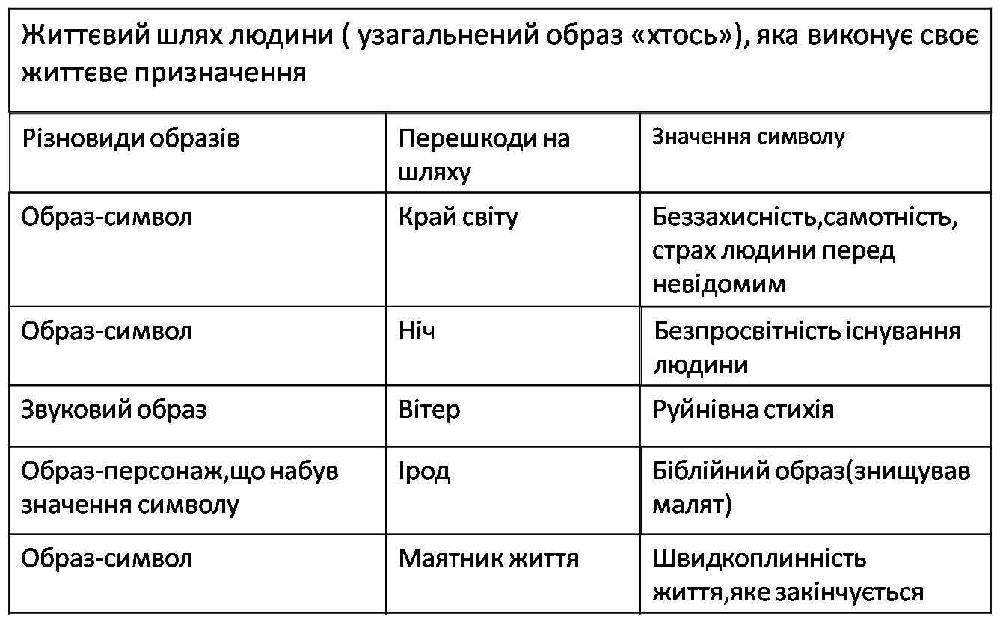 Життєвий шлях людини ( узагальнений образ «хтось»), яка виконує своє
життєве призначення
Різновиди образів
Перешкоди на
шляху
Значення символу
Образ-символ
Край світу
Беззахисність,самотність,
страх людини перед
невідомим
Образ-символ
Ніч
Безпросвітність існування
людини
Звуковий образ
Вітер
Руйнівна стихія
Образ-персонаж,що набув
значення символу
Ірод
Біблійний образ(знищував
малят)
Образ-символ
Маятник життя
Швидкоплинність
життя,яке закінчується